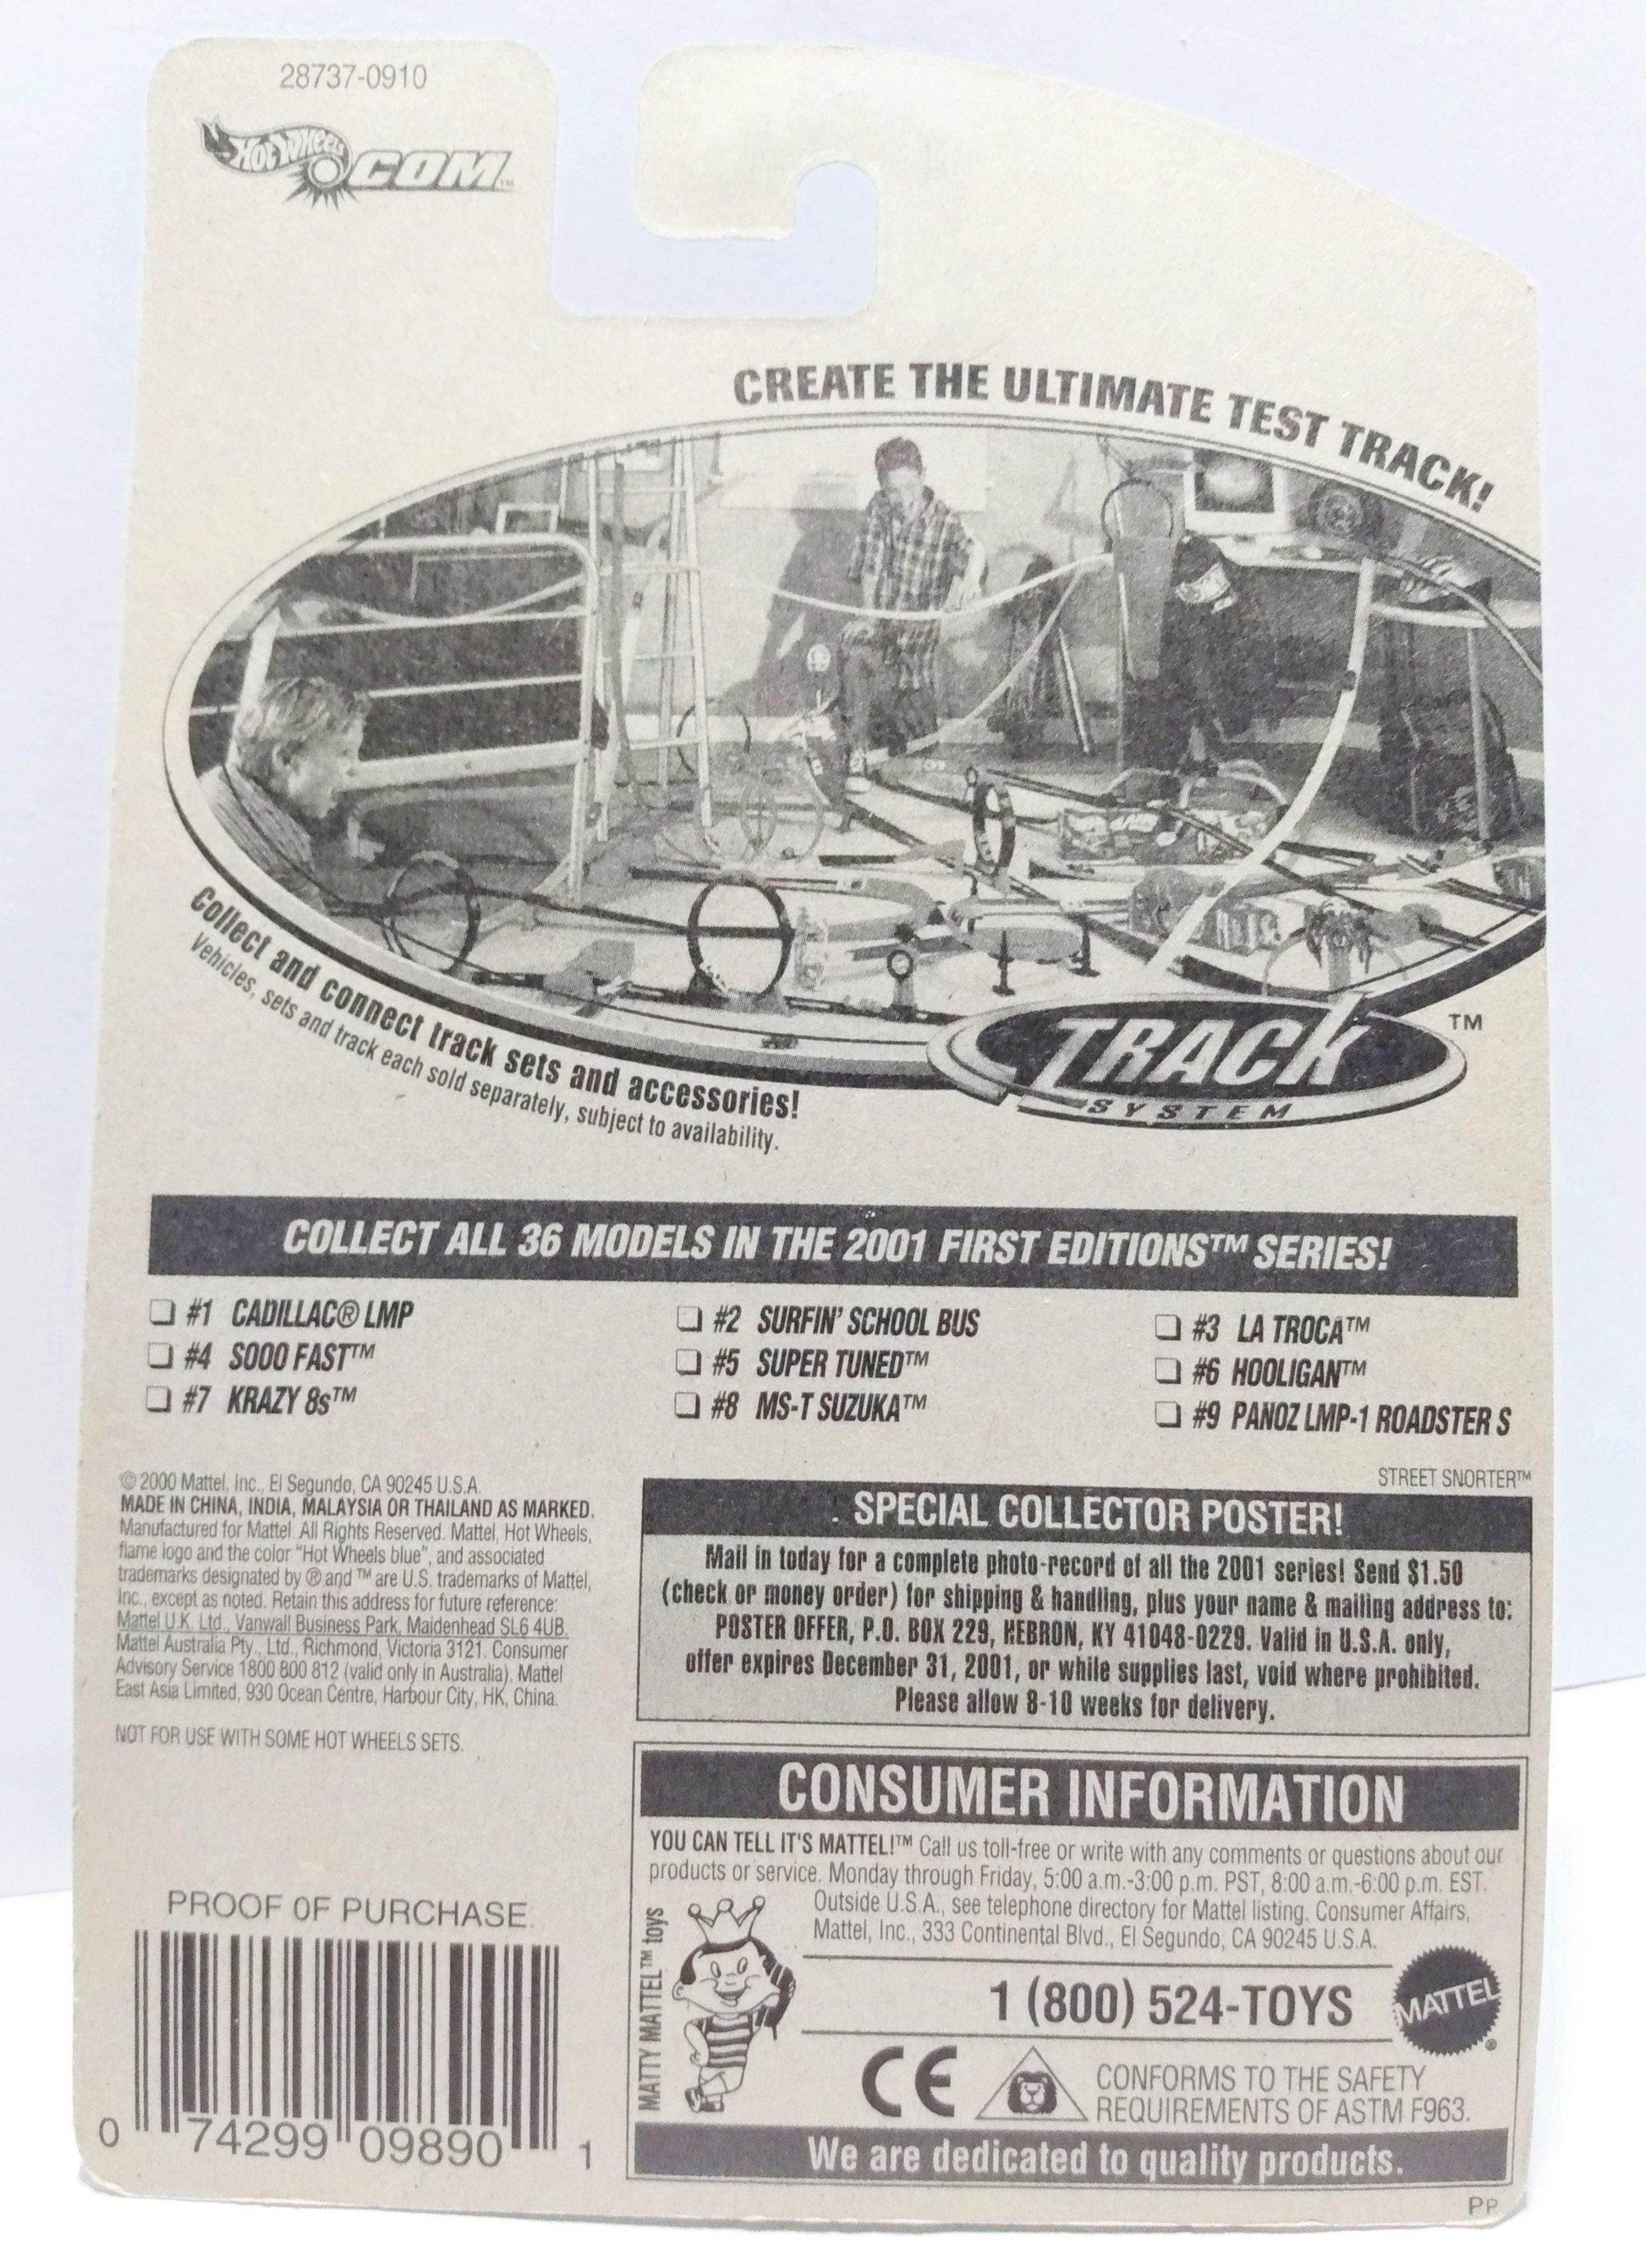 28737-0910
HOT WHEELS .COM™
CREATE THE ULTIMATE TEST TRACK!
Collect and connect track sets and accessories!
Vehicles, sets and track each sold separately, subject to availability.
TRACK ™
SYSTEM
COLLECT ALL 36 MODELS IN THE 2001 FIRST EDITIONS™ SERIES!
#1 CADILLAC® LMP
#2 SURFIN' SCHOOL BUS
#3 LA TROCA™
#4 SOOO FAST™
#5 SUPER TUNED™
#6 HOOLIGAN™
#7 KRAZY 8s™
#8 MS-T SUZUKA™
#9 PANOZ LMP-1 ROADSTER S
STREET SNORTER™
© 2000 Mattel, Inc., El Segundo, CA 90245 U.S.A.
MADE IN CHINA, INDIA, MALAYSIA OR THAILAND AS MARKED.
Manufactured for Mattel. All Rights Reserved. Mattel, Hot Wheels,
flame logo and the color "Hot Wheels blue", and associated
trademarks designated by ® and ™ are U.S. trademarks of Mattel,
Inc., except as noted. Retain this address for future reference:
Mattel U.K. Ltd., Vanwall Business Park, Maidenhead SL6 4UB.
Mattel Australia Pty., Ltd., Richmond, Victoria 3121. Consumer
Advisory Service 1800 800 812 (valid only in Australia). Mattel
East Asia Limited, 930 Ocean Centre, Harbour City, HK, China.
NOT FOR USE WITH SOME HOT WHEELS SETS.
SPECIAL COLLECTOR POSTER!
Mail in today for a complete photo-record of all the 2001 series! Send $1.50
(check or money order) for shipping & handling, plus your name & mailing address to:
POSTER OFFER, P.O. BOX 229, HEBRON, KY 41048-0229. Valid in U.S.A. only,
offer expires December 31, 2001, or while supplies last, void where prohibited.
Please allow 8-10 weeks for delivery.
CONSUMER INFORMATION
YOU CAN TELL IT'S MATTEL!™ Call us toll-free or write with any comments or questions about our
products or service. Monday through Friday, 5:00 a.m.-3:00 p.m. PST, 8:00 a.m.-6:00 p.m. EST.
Outside U.S.A., see telephone directory for Mattel listing. Consumer Affairs,
Mattel, Inc., 333 Continental Blvd., El Segundo, CA 90245 U.S.A.
MATTY MATTEL™ toys
1 (800) 524-TOYS
MATTEL ®
CE
CONFORMS TO THE SAFETY
REQUIREMENTS OF ASTM F963.
We are dedicated to quality products.
PROOF OF PURCHASE
0 74299 09890 1
PP